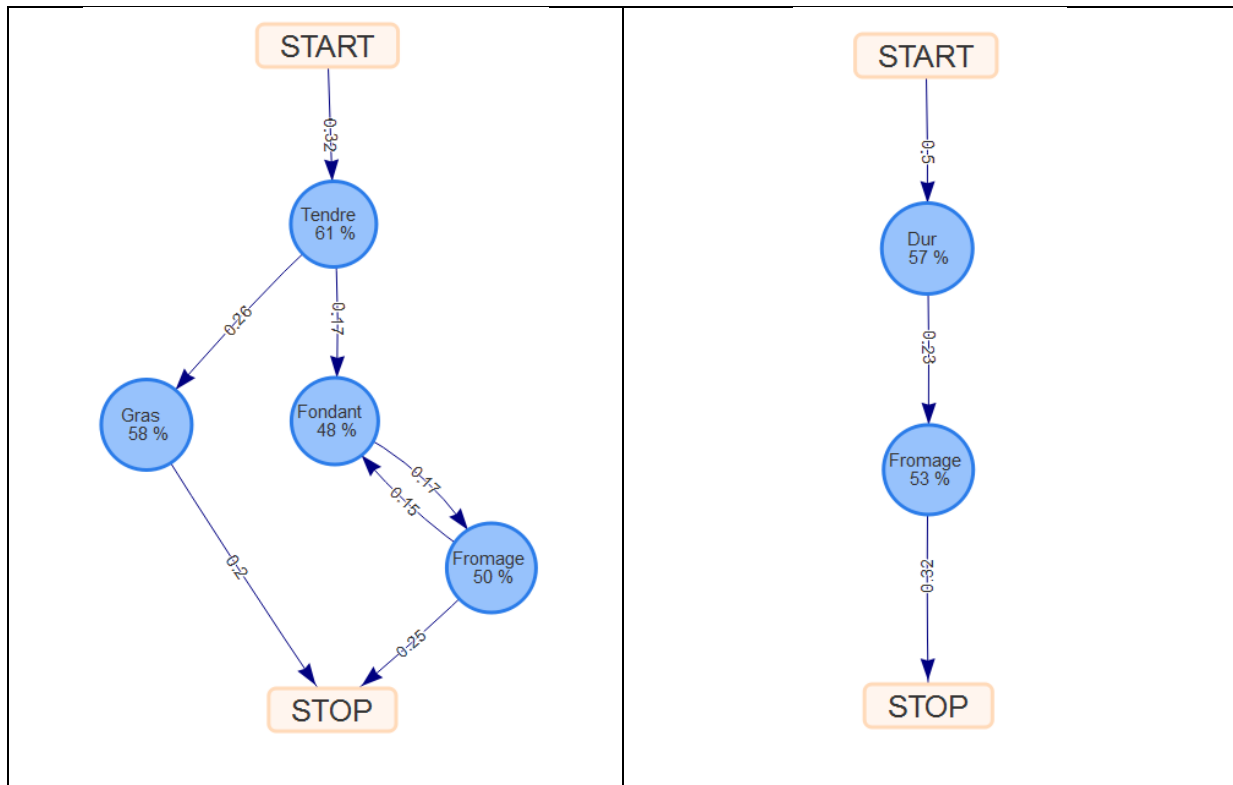 START
0.32
Tendre
61 %
0.26
0.17
Gras
58 %
Fondant
48 %
0.17
0.15
Fromage
50 %
0.2
0.25
STOP
START
0.5
Dur
57 %
0.23
Fromage
53 %
0.32
STOP